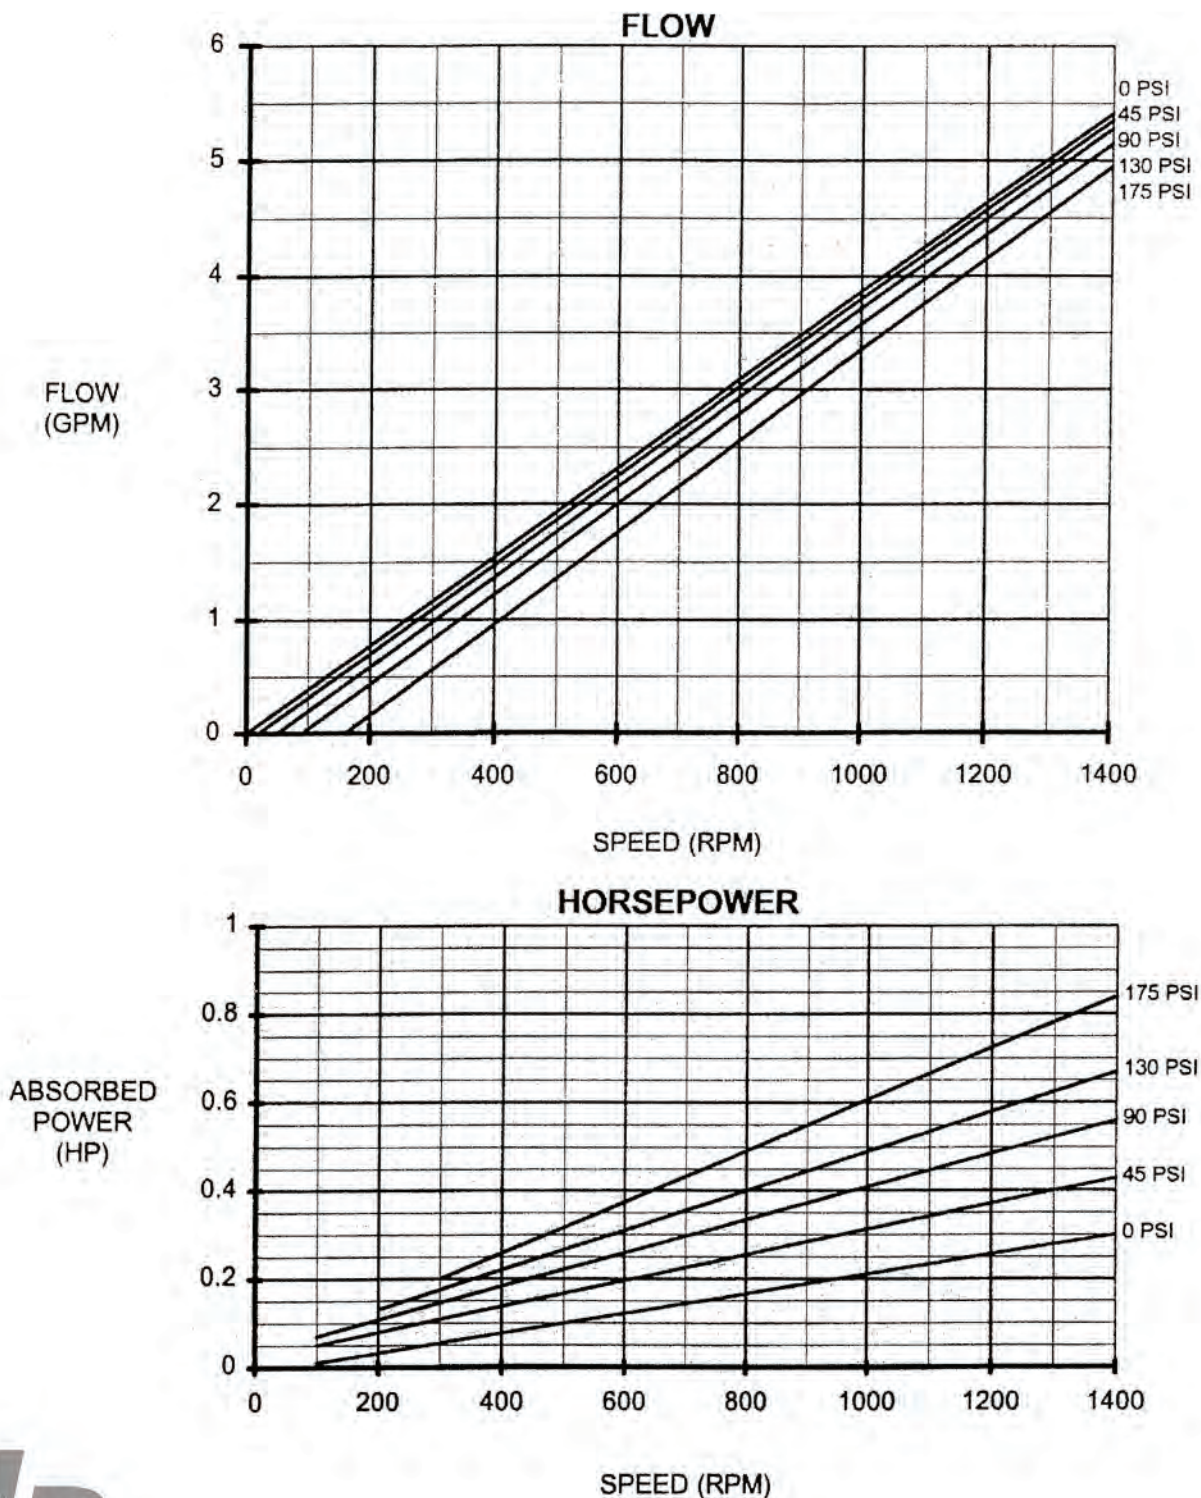 FLOW
6
5
4
3
2
1
0
FLOW
(GPM)
0 PSI
45 PSI
90 PSI
130 PSI
175 PSI
0 200 400 600 800 1000 1200 1400
SPEED (RPM)
HORSEPOWER
1
0.8
0.6
0.4
0.2
0
ABSORBED
POWER
(HP)
175 PSI
130 PSI
90 PSI
45 PSI
0 PSI
0 200 400 600 800 1000 1200 1400
SPEED (RPM)